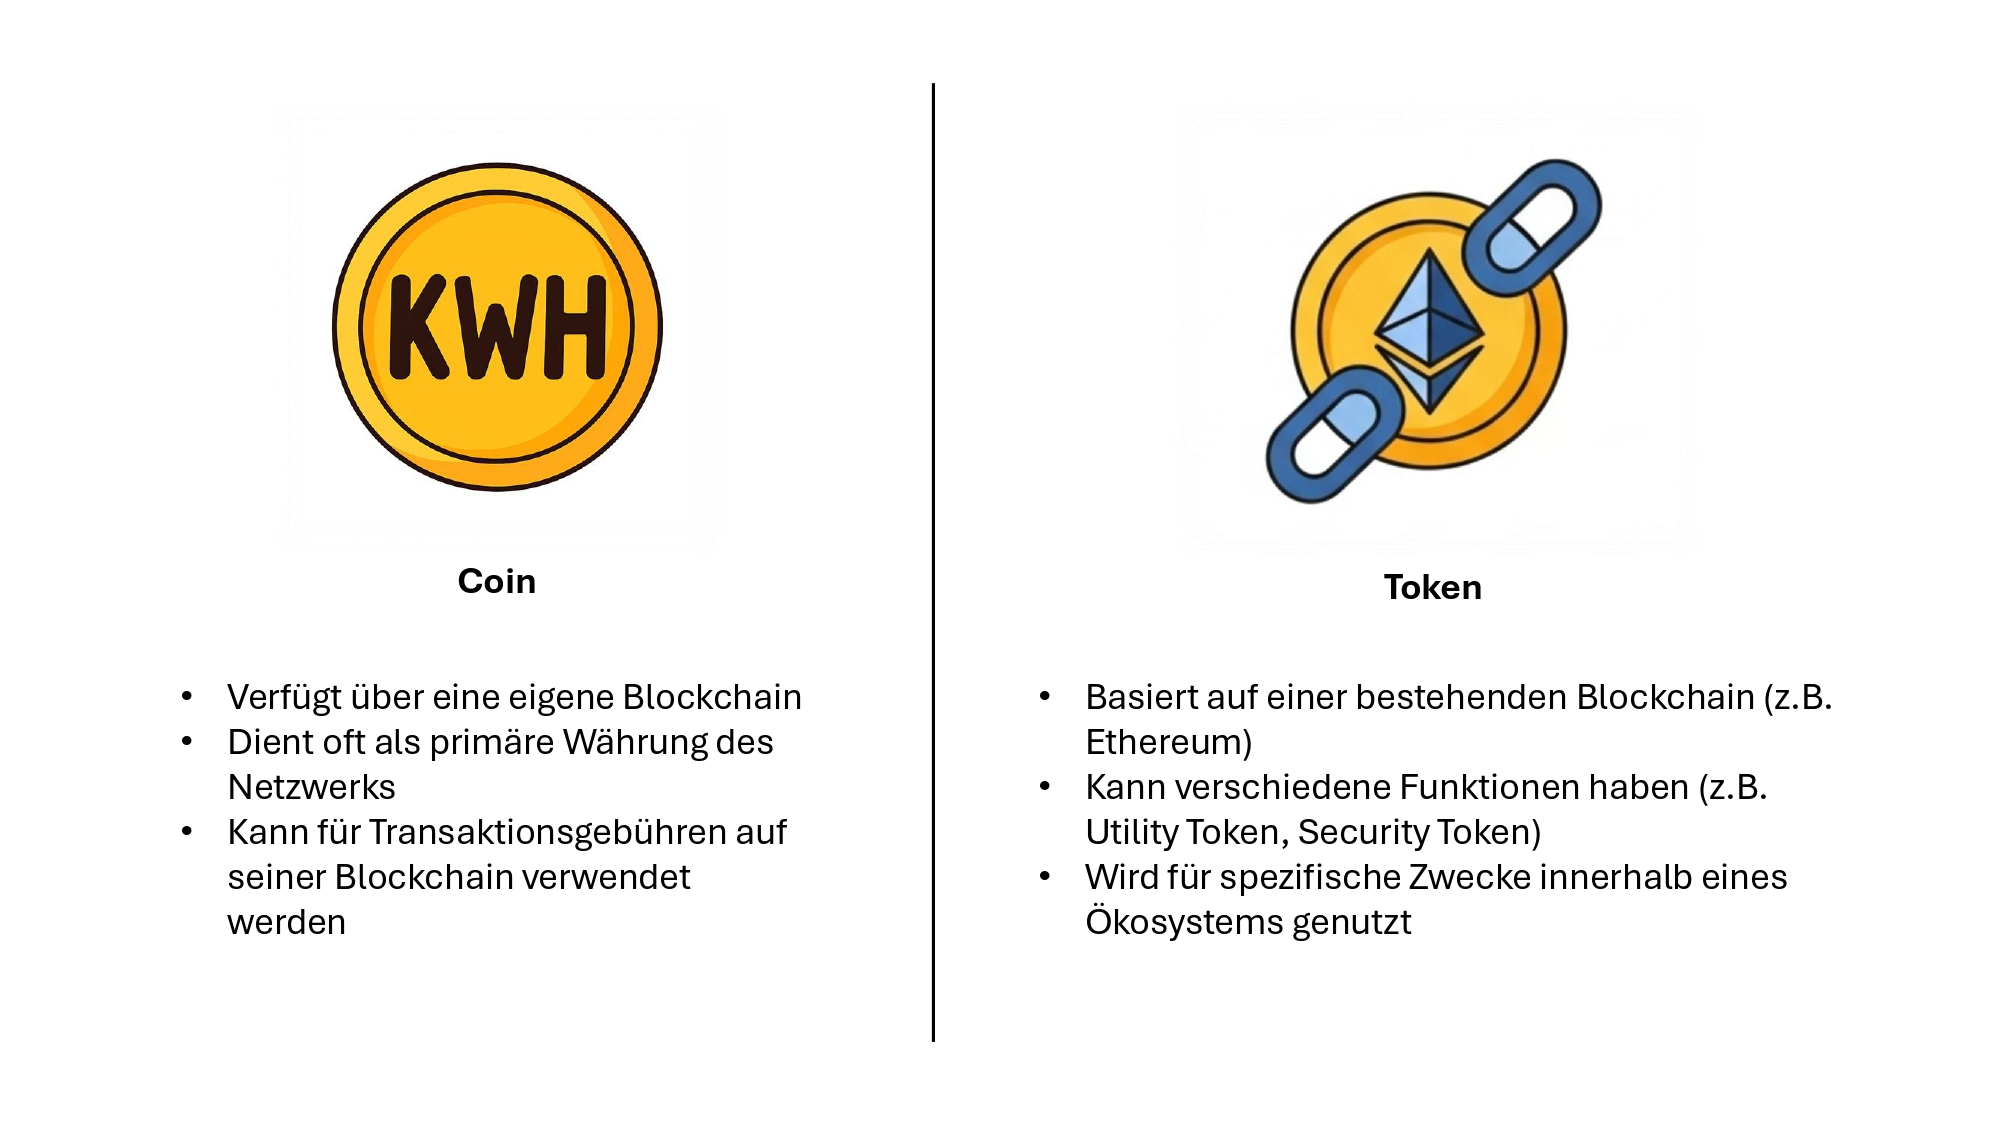 KWH
Coin
• Verfügt über eine eigene Blockchain
• Dient oft als primäre Währung des
Netzwerks
• Kann für Transaktionsgebühren auf
seiner Blockchain verwendet
werden
Token
• Basiert auf einer bestehenden Blockchain (z.B.
Ethereum)
• Kann verschiedene Funktionen haben (z.B.
Utility Token, Security Token)
• Wird für spezifische Zwecke innerhalb eines
Ökosystems genutzt